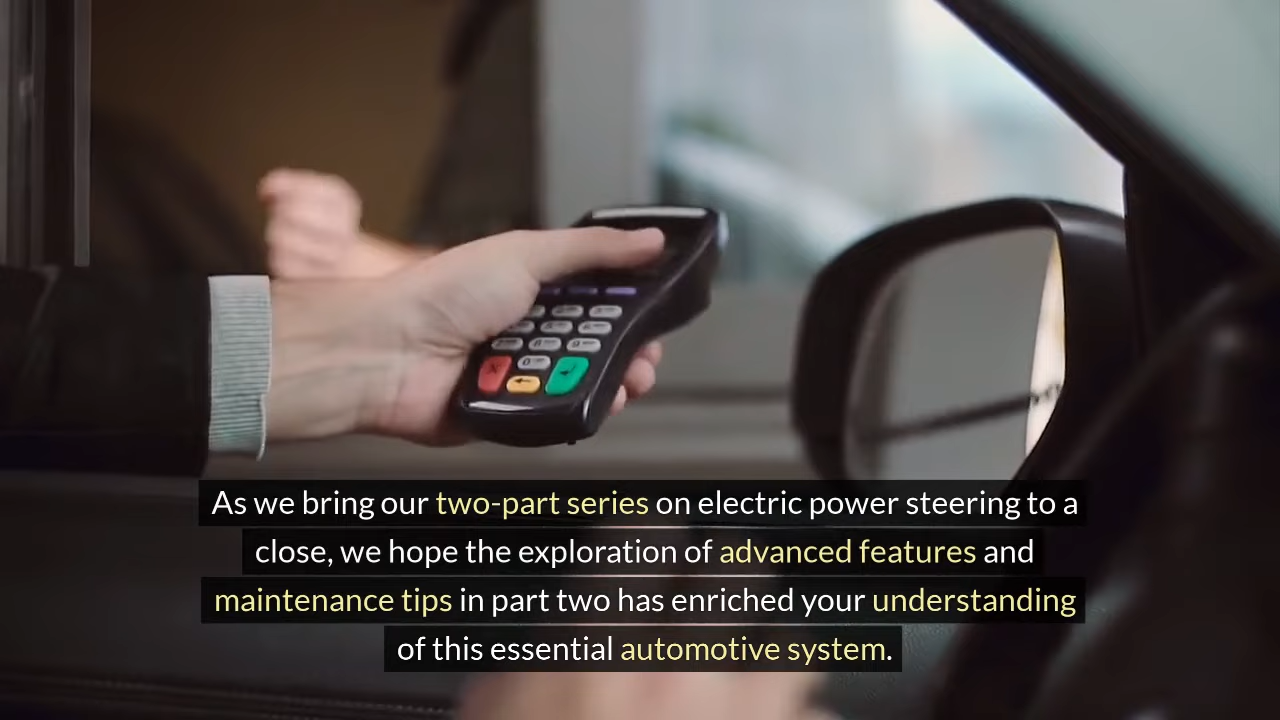 As we bring our two-part series on electric power steering to a
close, we hope the exploration of advanced features and
maintenance tips in part two has enriched your understanding
of this essential automotive system.